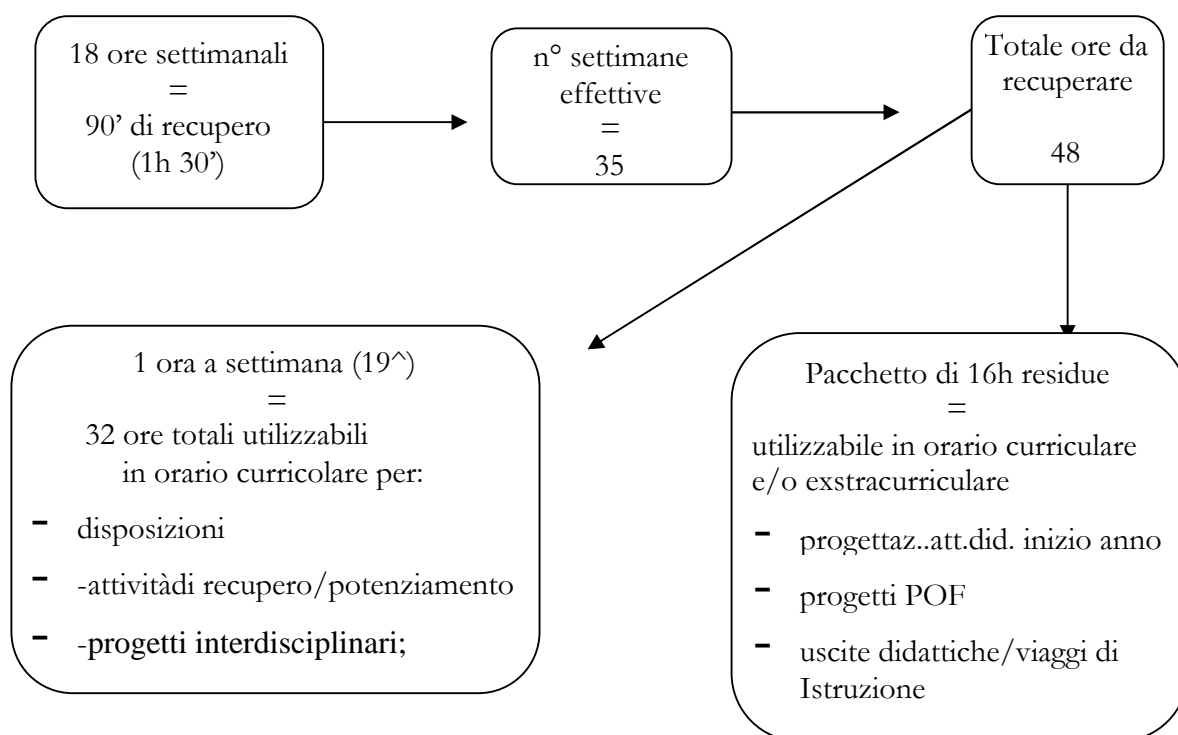 18 ore settimanali
=
90’ di recupero
(1h 30’)
n° settimane
effettive
=
35
Totale ore da
recuperare
48
1 ora a settimana (19^)
=
32 ore totali utilizzabili
in orario curricolare per:
- disposizioni
- -attivitàdi recupero/potenziamento
- -progetti interdisciplinari;
Pacchetto di 16h residue
=
utilizzabile in orario curriculare
e/o exstracurriculare
- progettaz..att.did. inizio anno
- progetti POF
- uscite didattiche/viaggi di
Istruzione